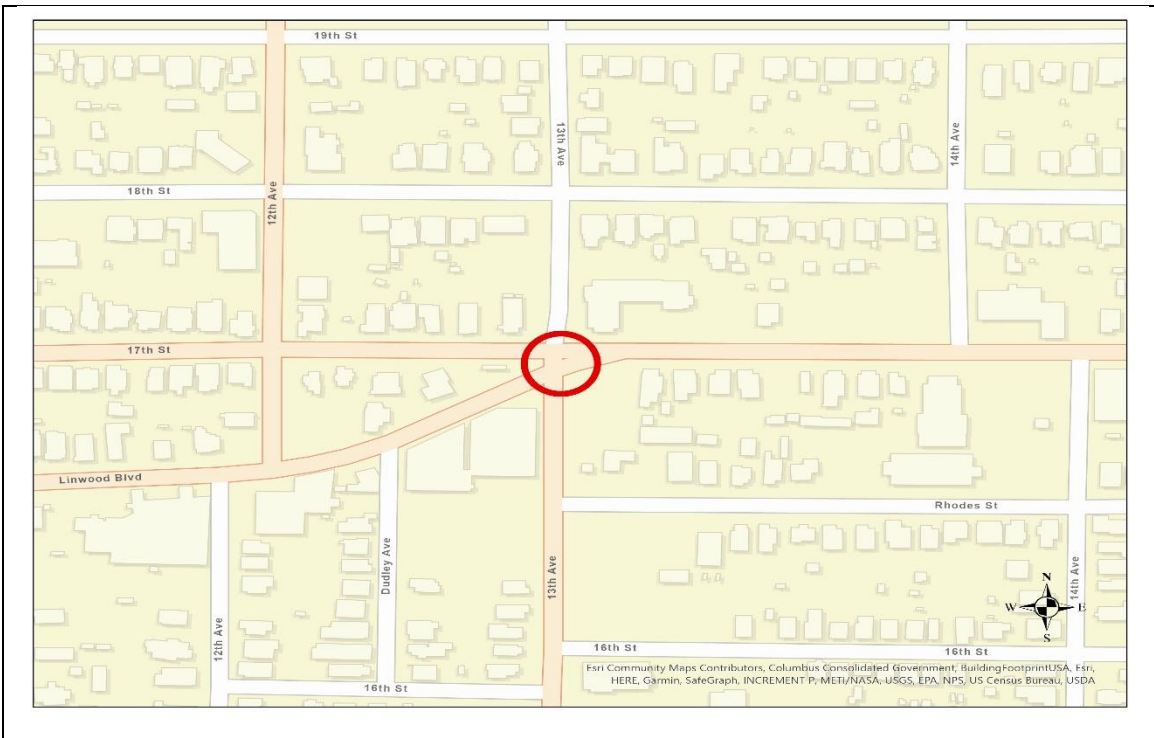 19th St
13th Ave
14th Ave
18th St
12th Ave
17th St
Linwood Blvd
Rhodes St
Dudley Ave
13th Ave
14th Ave
N
W E
S
12th Ave
16th St
16th St
16th St
Esri Community Maps Contributors, Columbus Consolidated Government, BuildingFootprintUSA, Esri,
HERE, Garmin, SafeGraph, INCREMENT P, METI/NASA, USGS, EPA, NPS, US Census Bureau, USDA